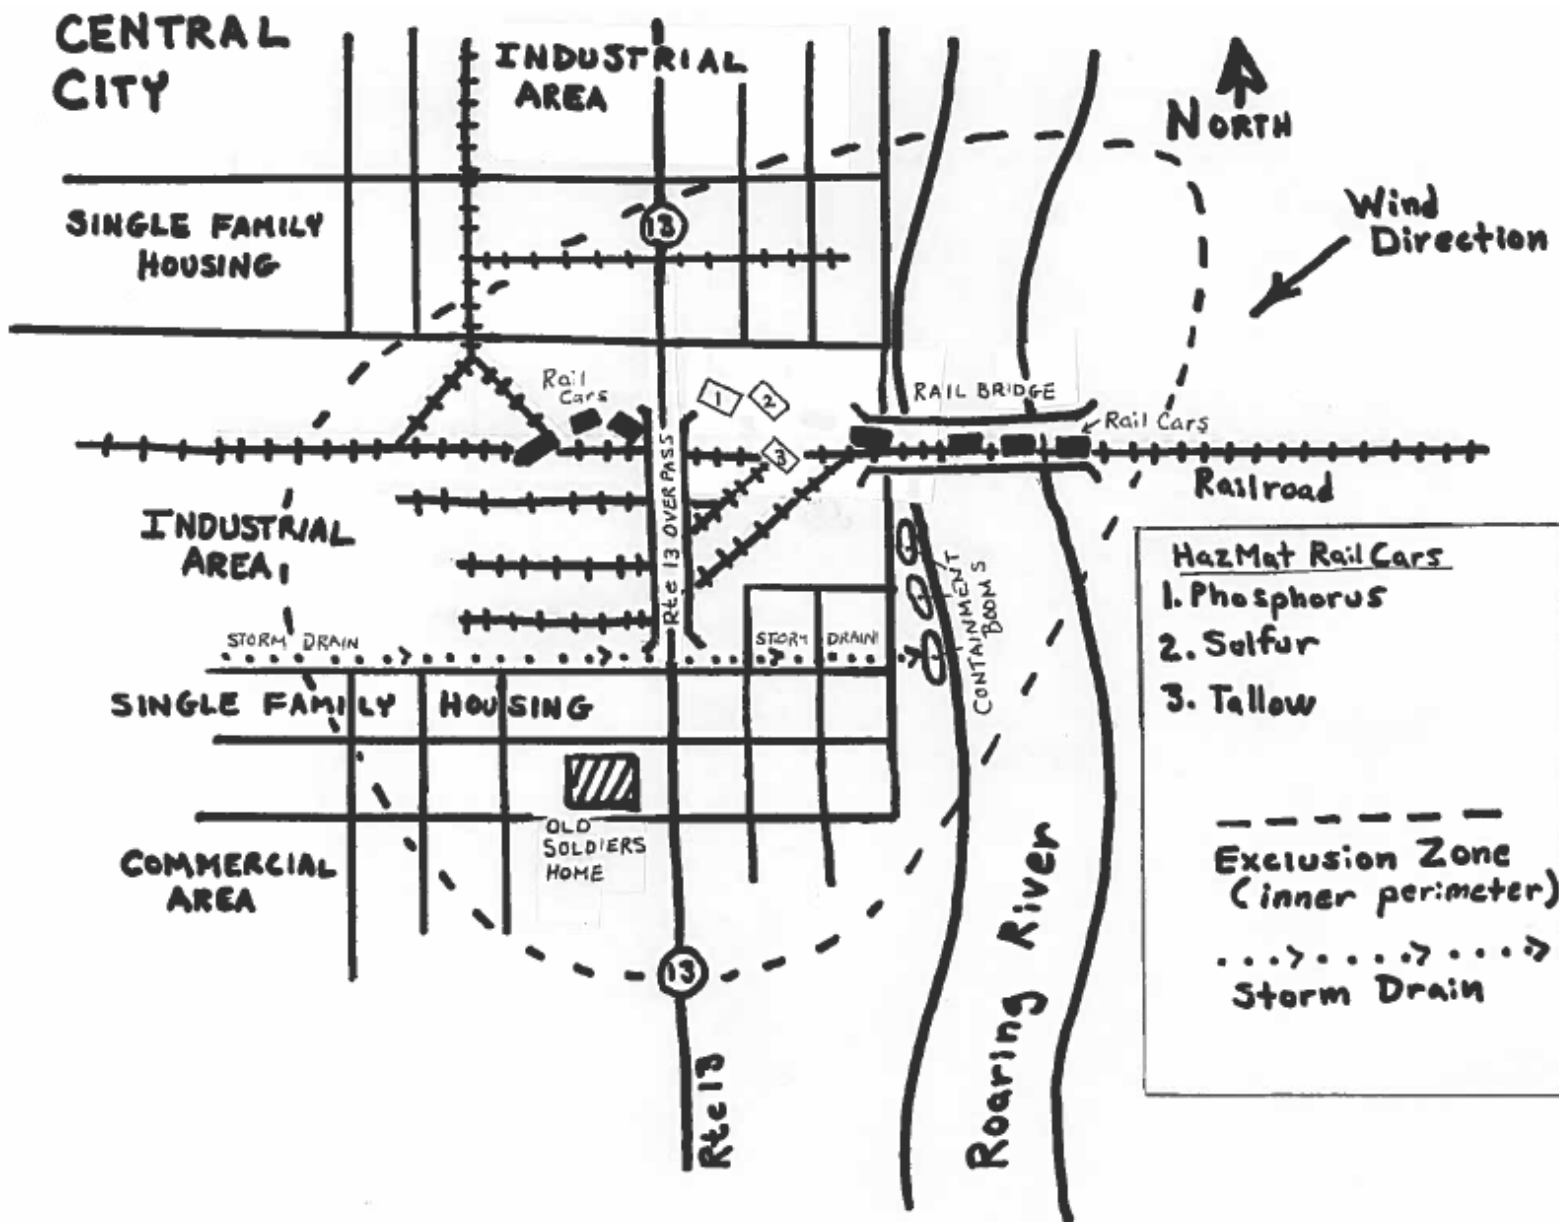 CENTRAL
CITY
INDUSTRIAL
AREA
NORTH
Wind
Direction
SINGLE FAMILY
HOUSING
13
Rail
Cars
1
2
3
RAIL BRIDGE
Rail Cars
Railroad
Rte 13 OVERPASS
INDUSTRIAL
AREA
CONTAINMENT
BOOMS
STORM DRAIN
STORM DRAIN
SINGLE FAMILY HOUSING
OLD
SOLDIERS
HOME
COMMERCIAL
AREA
13
Rte 13
Roaring River
HazMat Rail Cars
1. Phosphorus
2. Sulfur
3. Tallow
Exclusion Zone
(inner perimeter)
Storm Drain